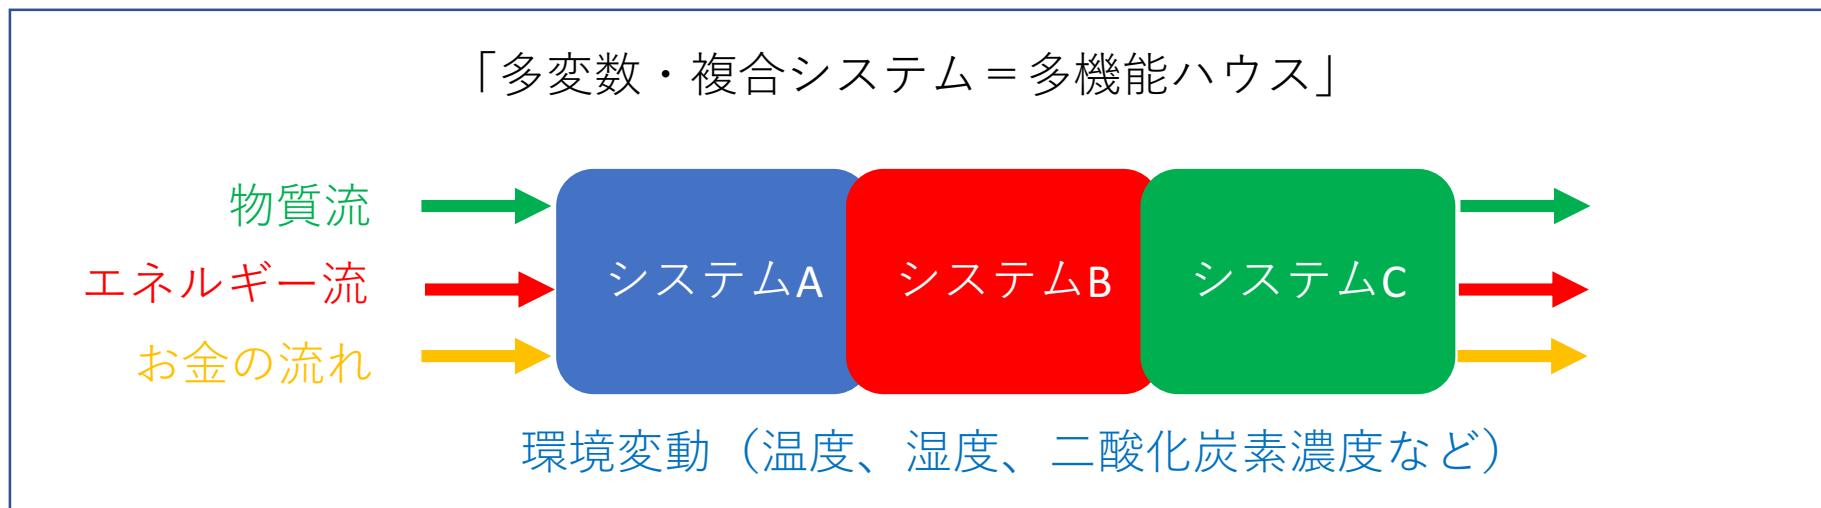 「多変数・複合システム＝多機能ハウス」
物質流
エネルギー流
お金の流れ
システムA
システムB
システムC
環境変動（温度、湿度、二酸化炭素濃度など）